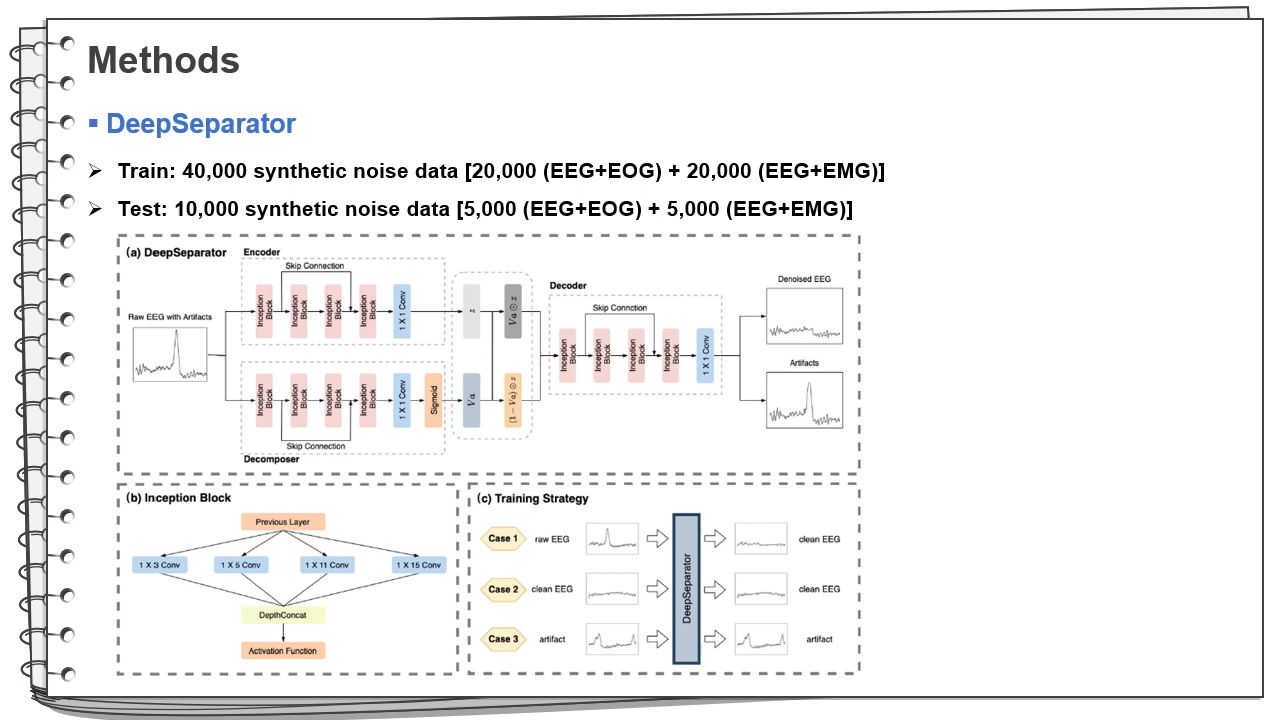 Methods
DeepSeparator
Train: 40,000 synthetic noise data [20,000 (EEG+EOG) + 20,000 (EEG+EMG)]
Test: 10,000 synthetic noise data [5,000 (EEG+EOG) + 5,000 (EEG+EMG)]
(a) DeepSeparator
Encoder
Skip Connection
Inception Block
Inception Block
Inception Block
Inception Block
1 X 1 Conv
Raw EEG with Artifacts
Inception Block
Inception Block
Inception Block
Inception Block
1 X 1 Conv
Sigmoid
Skip Connection
Decomposer
z
Va ⊙ z
Va
(1 − Va) ⊙ z
Decoder
Skip Connction
Inception Block
Inception Block
Inception Block
Inception Block
1 X 1 Conv
Denoised EEG
Artifacts
(b) Inception Block
Previous Layer
1 X 3 Conv
1 X 5 Conv
1 X 11 Conv
1 X 15 Conv
DepthConcat
Activation Function
(c) Training Strategy
Case 1
raw EEG
clean EEG
Case 2
clean EEG
clean EEG
Case 3
artifact
artifact
DeepSeparator